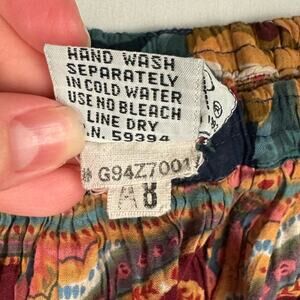 HAND WASH
SEPARATELY
IN COLD WATER
USE NO BLEACH
LINE DRY
.N. 59394
# G94Z7001
A8